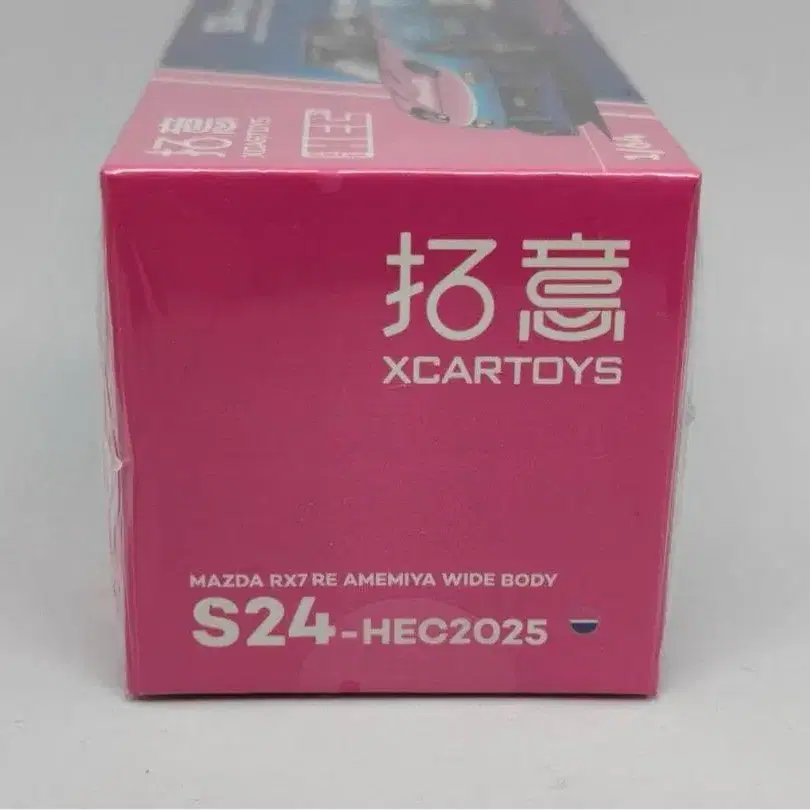 拓意
XCARTOYS
1/64
拓意
XCARTOYS
MAZDA RX7 RE AMEMIYA WIDE BODY
S24-HEC2025